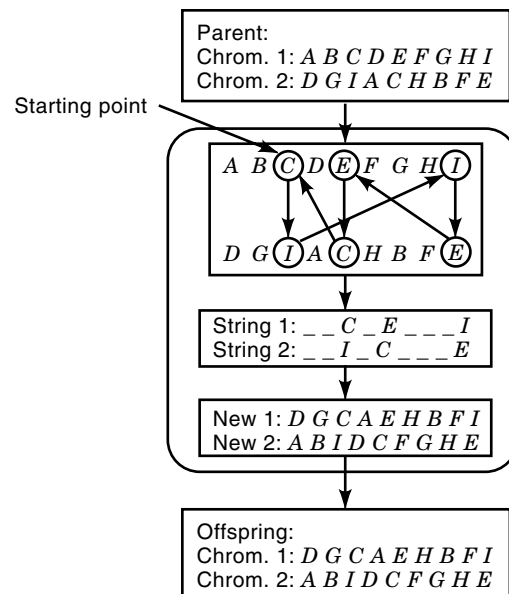 Parent:
Chrom. 1: A B C D E F G H I
Chrom. 2: D G I A C H B F E
Starting point
A B C D E F G H I
D G I A C H B F E
String 1: _ _ C _ E _ _ _ I
String 2: _ _ I _ C _ _ _ E
New 1: D G C A E H B F I
New 2: A B I D C F G H E
Offspring:
Chrom. 1: D G C A E H B F I
Chrom. 2: A B I D C F G H E